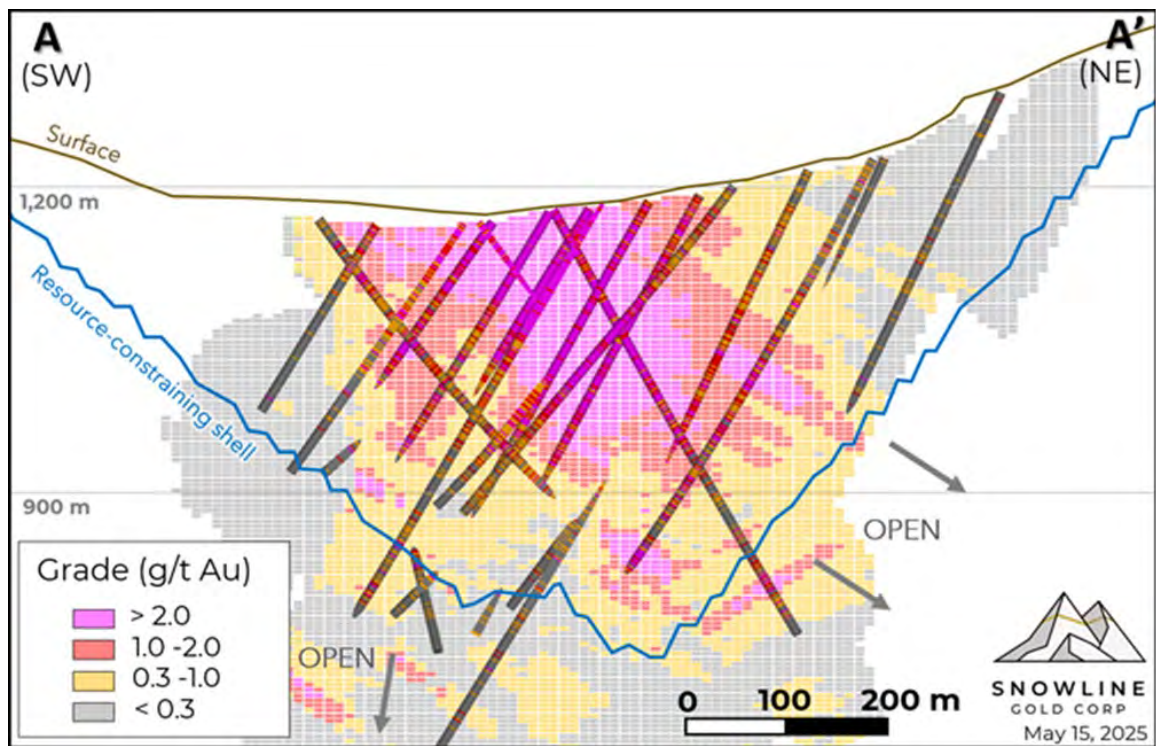 A
(SW)
A'
(NE)
Surface
1,200 m
Resource-constraining shell
900 m
OPEN
Grade (g/t Au)
> 2.0
1.0 -2.0
0.3 -1.0
< 0.3
OPEN
0 100 200 m
SNOWLINE
GOLD CORP
May 15, 2025